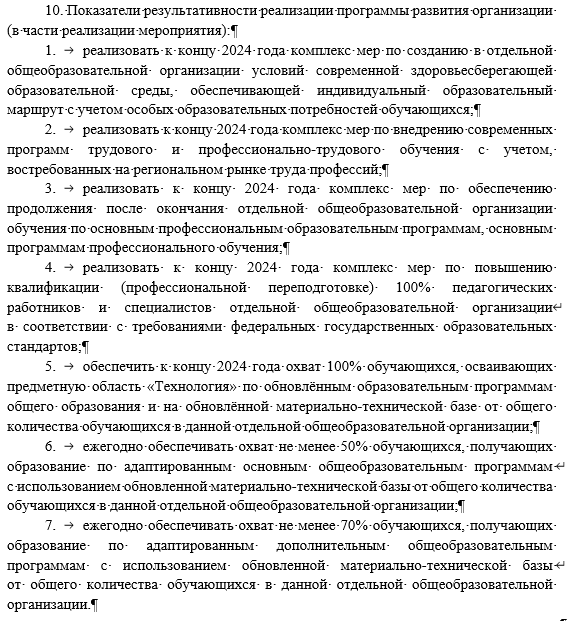 10. Показатели результативности реализации программы развития организации
(в части реализации мероприятия):¶
1. → реализовать к концу 2024 года комплекс мер по созданию в отдельной
общеобразовательной организации условий современной здоровьесберегающей
образовательной среды, обеспечивающей индивидуальный образовательный
маршрут с учетом особых образовательных потребностей обучающихся;¶
2. → реализовать к концу 2024 года комплекс мер по внедрению современных
программ трудового и профессионально-трудового обучения с учетом,
востребованных на региональном рынке труда профессий;¶
3. → реализовать к концу 2024 года комплекс мер по обеспечению
продолжения после окончания отдельной общеобразовательной организации
обучения по основным профессиональным образовательным программам, основным
программам профессионального обучения;¶
4. → реализовать к концу 2024 года комплекс мер по повышению
квалификации (профессиональной переподготовке) 100% педагогических
работников и специалистов отдельной общеобразовательной организации↵
в соответствии с требованиями федеральных государственных образовательных
стандартов;¶
5. → обеспечить к концу 2024 года охват 100% обучающихся, осваивающих
предметную область «Технология» по обновлённым образовательным программам
общего образования и на обновлённой материально-технической базе от общего
количества обучающихся в данной отдельной общеобразовательной организации;¶
6. → ежегодно обеспечивать охват не менее 50% обучающихся, получающих
образование по адаптированным основным общеобразовательным программам↵
с использованием обновленной материально-технической базы от общего количества
обучающихся в данной отдельной общеобразовательной организации;¶
7. → ежегодно обеспечивать охват не менее 70% обучающихся, получающих
образование по адаптированным дополнительным общеобразовательным
программам с использованием обновленной материально-технической базы↵
от общего количества обучающихся в данной отдельной общеобразовательной
организации.¶